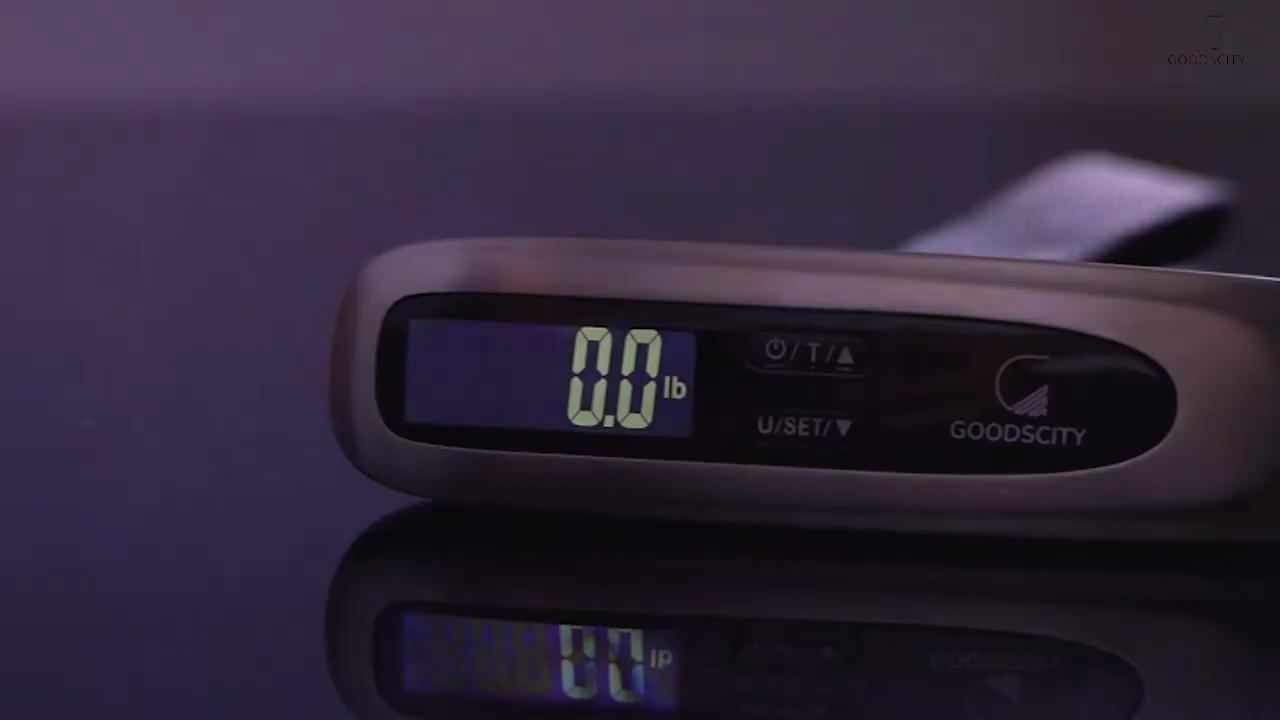 GOODSCITY
0.0 lb
⏻/ T /▲
U/SET/▼
GOODSCITY